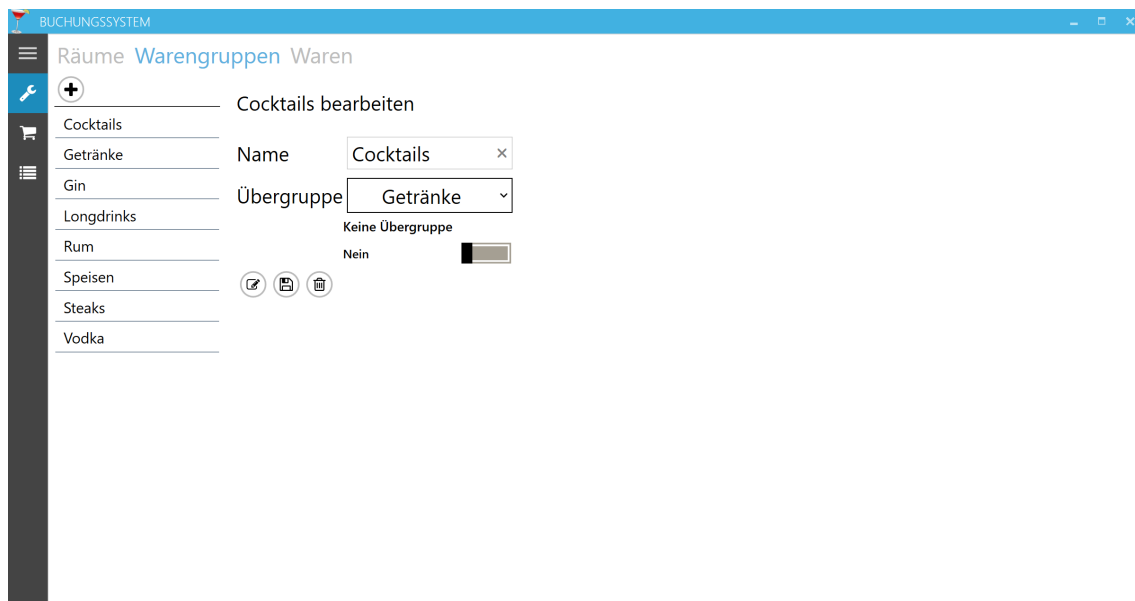 BUCHUNGSSYSTEM
Räume Warengruppen Waren
Cocktails
Getränke
Gin
Longdrinks
Rum
Speisen
Steaks
Vodka
Cocktails bearbeiten
Name Cocktails
Übergruppe Getränke
Keine Übergruppe
Nein